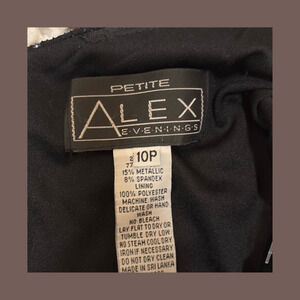 PETITE
ALEX
EVENINGS
10P
15% METALLIC
8% SPANDEX
LINING
100% POLYESTER
MACHINE WASH
DELICATE OR HAND
WASH
NO BLEACH
LAY FLAT TO DRY OR
TUMBLE DRY LOW
NO STEAM COOL DRY
IRON IF NECESSARY
DO NOT DRY CLEAN
MADE IN SRI LANKA